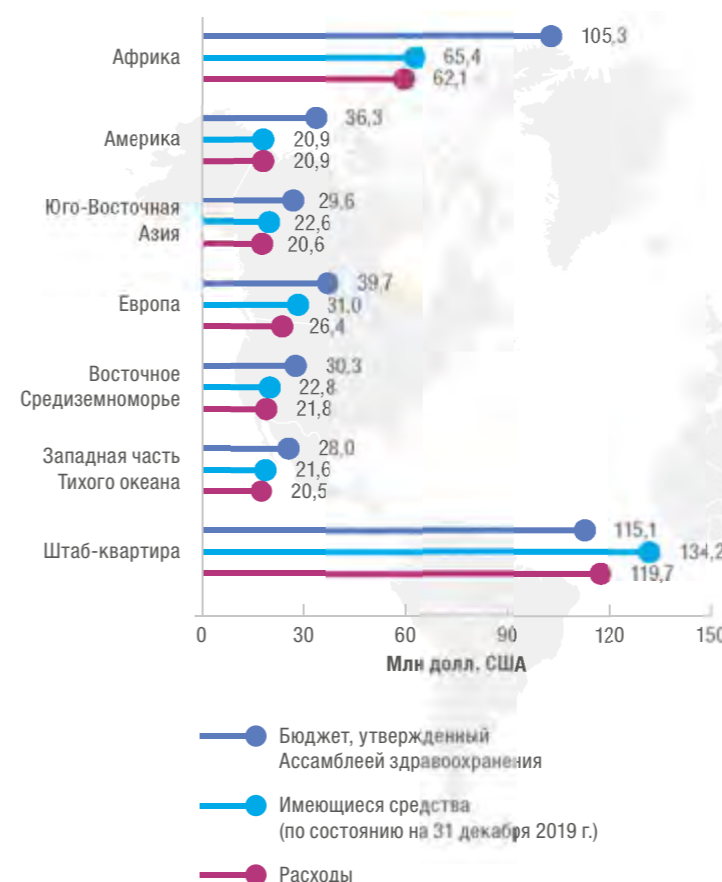 105,3
Африка
65,4
62,1
36,3
Америка
20,9
20,9
29,6
Юго-Восточная
Азия
22,6
20,6
39,7
Европа
31,0
26,4
30,3
Восточное
Средиземноморье
22,8
21,8
28,0
Западная часть
Тихого океана
21,6
20,5
115,1
Штаб-квартира
134,2
119,7
0 30 60 90 120 150
Млн долл. США
Бюджет, утвержденный
Ассамблеей здравоохранения
Имеющиеся средства
(по состоянию на 31 декабря 2019 г.)
Расходы